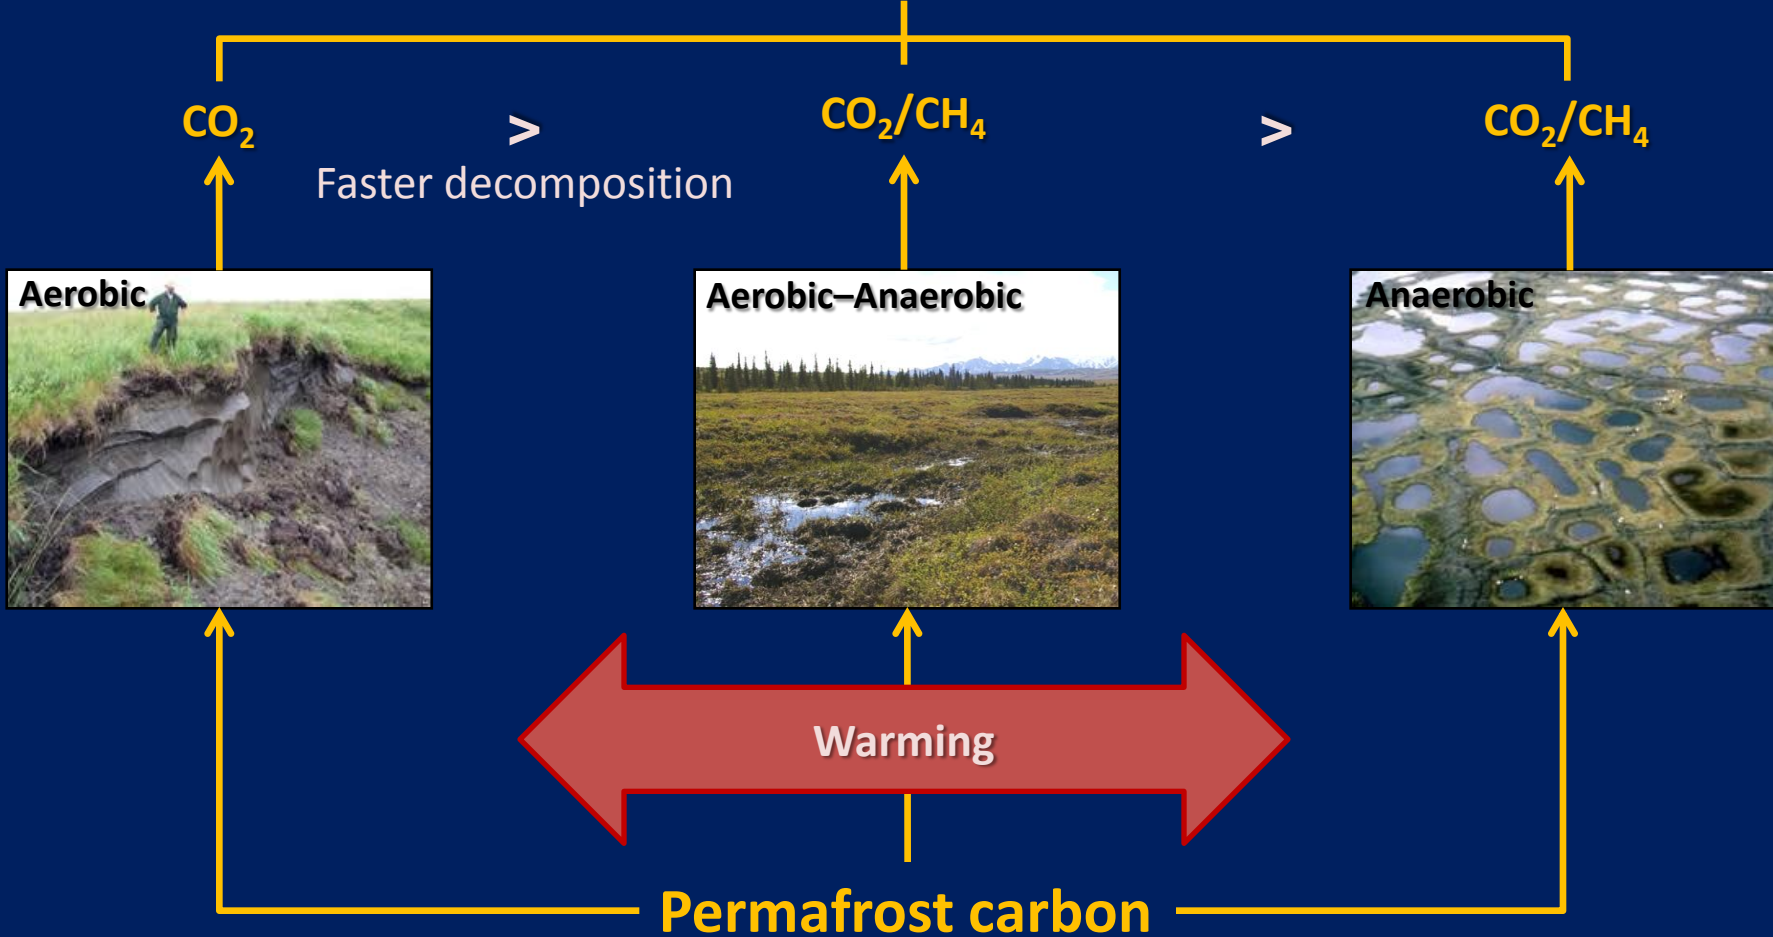 CO₂ > CO₂/CH₄ > CO₂/CH₄
Faster decomposition
Aerobic
Aerobic–Anaerobic
Anaerobic
Warming
Permafrost carbon